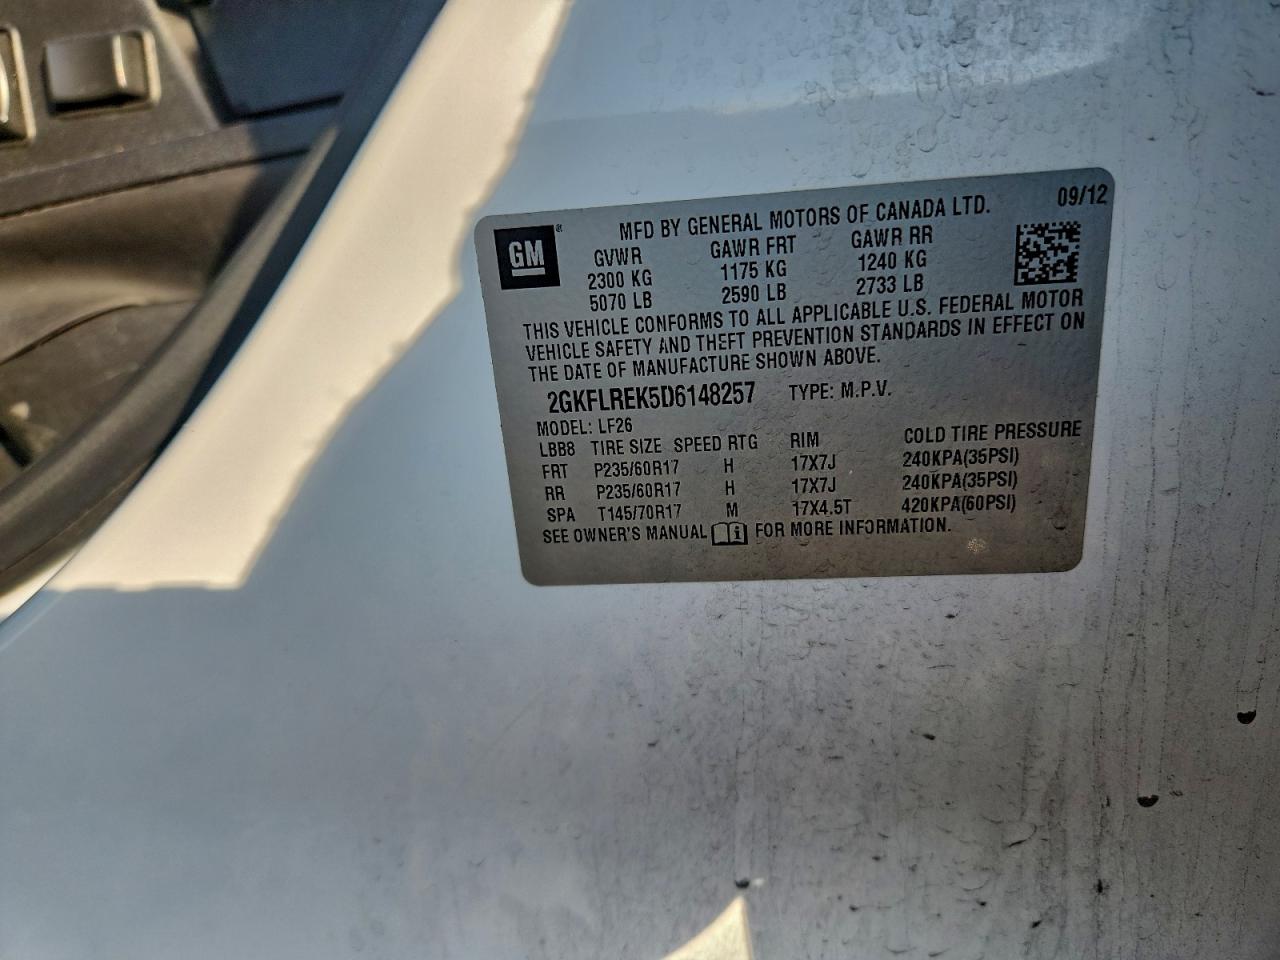 MFD BY GENERAL MOTORS OF CANADA LTD. 09/12
GM®
GVWR GAWR FRT GAWR RR
2300 KG 1175 KG 1240 KG
5070 LB 2590 LB 2733 LB
THIS VEHICLE CONFORMS TO ALL APPLICABLE U.S. FEDERAL MOTOR
VEHICLE SAFETY AND THEFT PREVENTION STANDARDS IN EFFECT ON
THE DATE OF MANUFACTURE SHOWN ABOVE.
2GKFLREK5D6148257 TYPE: M.P.V.
MODEL: LF26
LBB8 TIRE SIZE SPEED RTG RIM COLD TIRE PRESSURE
FRT P235/60R17 H 17X7J 240KPA(35PSI)
RR P235/60R17 H 17X7J 240KPA(35PSI)
SPA T145/70R17 M 17X4.5T 420KPA(60PSI)
SEE OWNER'S MANUAL i FOR MORE INFORMATION.